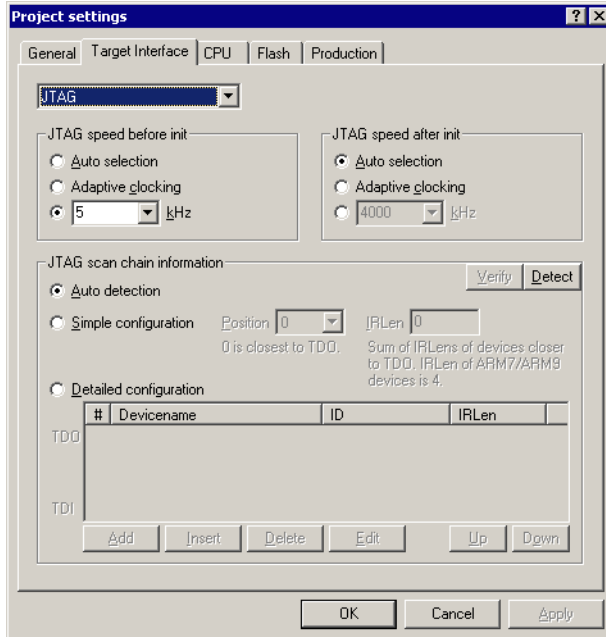 Project settings
General Target Interface CPU Flash Production
JTAG
JTAG speed before init
JTAG speed after init
Auto selection
Auto selection
Adaptive clocking
Adaptive clocking
5 kHz
4000 kHz
JTAG scan chain information
Verify Detect
Auto detection
Simple configuration Position 0 IRLen 0
0 is closest to TDO.
Sum of IRLens of devices closer
to TDO. IRLen of ARM7/ARM9
devices is 4.
Detailed configuration
# Devicename ID IRLen
TDO
TDI
Add Insert Delete Edit Up Down
OK Cancel Apply